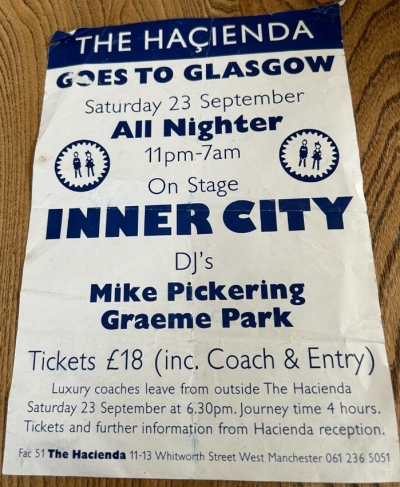 THE HAÇIENDA
GOES TO GLASGOW
Saturday 23 September
All Nighter
11pm-7am
On Stage
INNER CITY
DJ's
Mike Pickering
Graeme Park
Tickets £18 (inc. Coach & Entry)
Luxury coaches leave from outside The Hacienda
Saturday 23 September at 6.30pm. Journey time 4 hours.
Tickets and further information from Hacienda reception.
Fac 51 The Hacienda 11-13 Whitworth Street West Manchester 061 236 5051